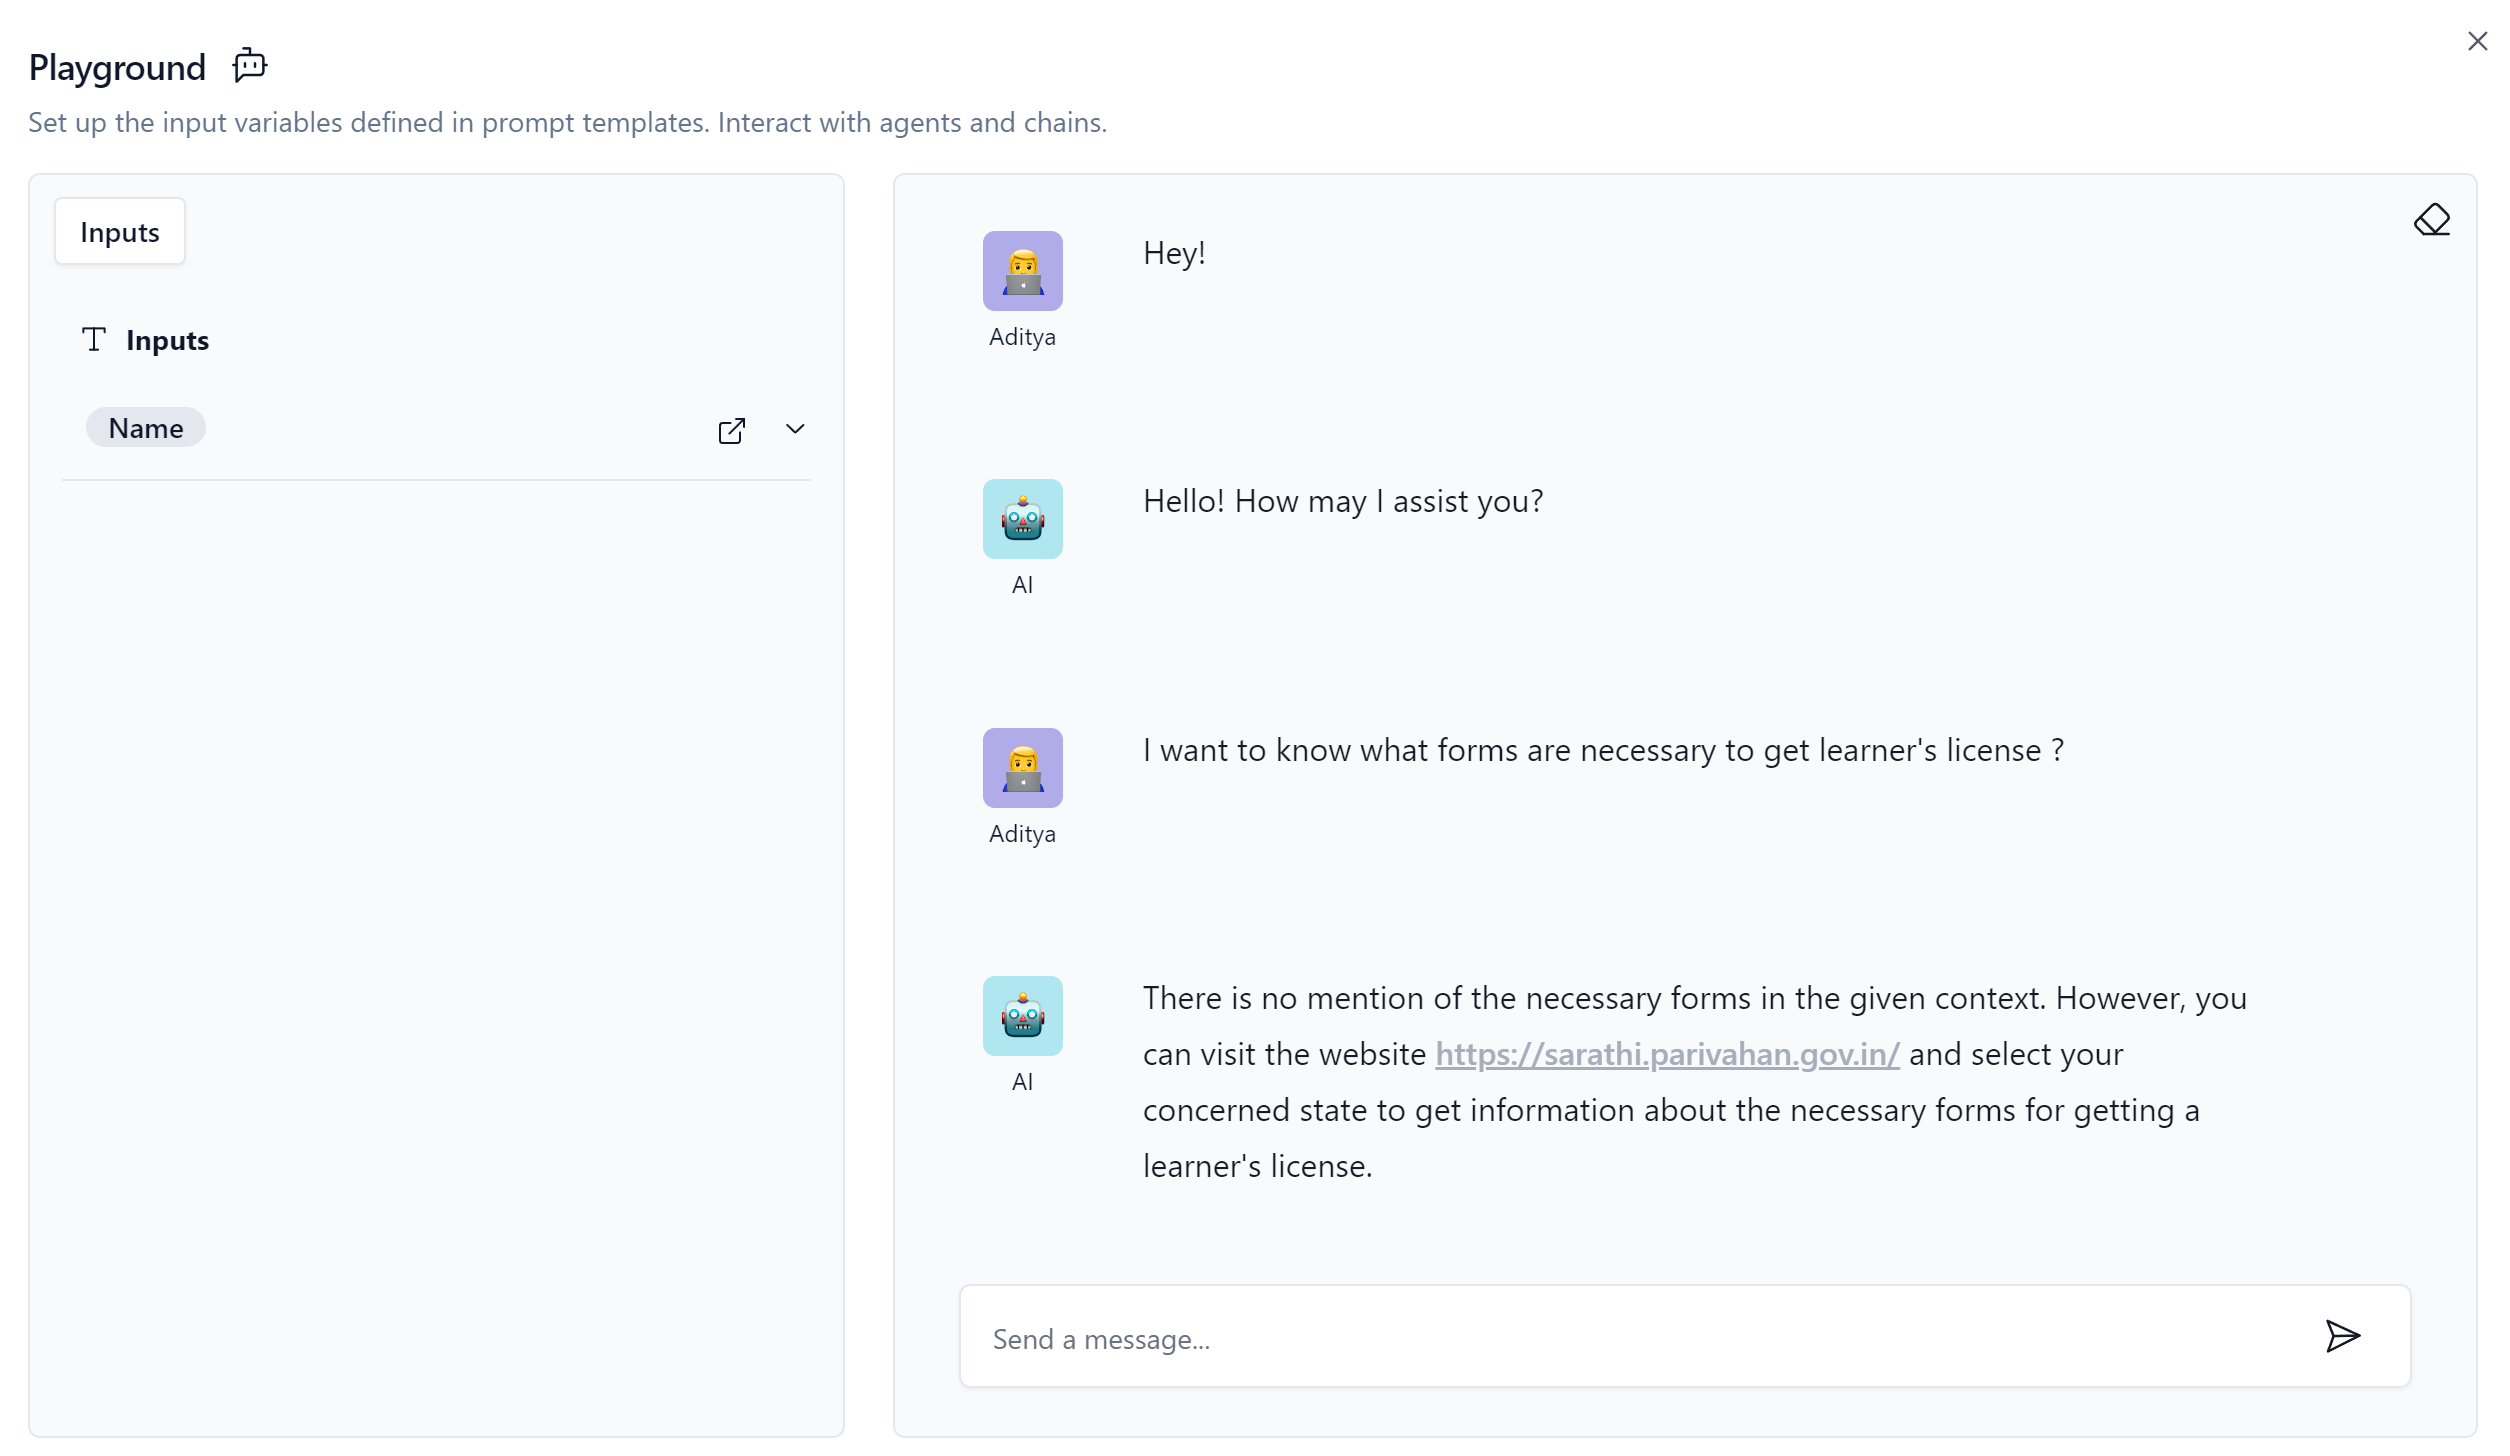 Playground
Set up the input variables defined in prompt templates. Interact with agents and chains.
Inputs
Inputs
Name
Hey!
Aditya
Hello! How may I assist you?
AI
I want to know what forms are necessary to get learner's license ?
Aditya
There is no mention of the necessary forms in the given context. However, you
can visit the website https://sarathi.parivahan.gov.in/ and select your
concerned state to get information about the necessary forms for getting a
learner's license.
AI
Send a message...